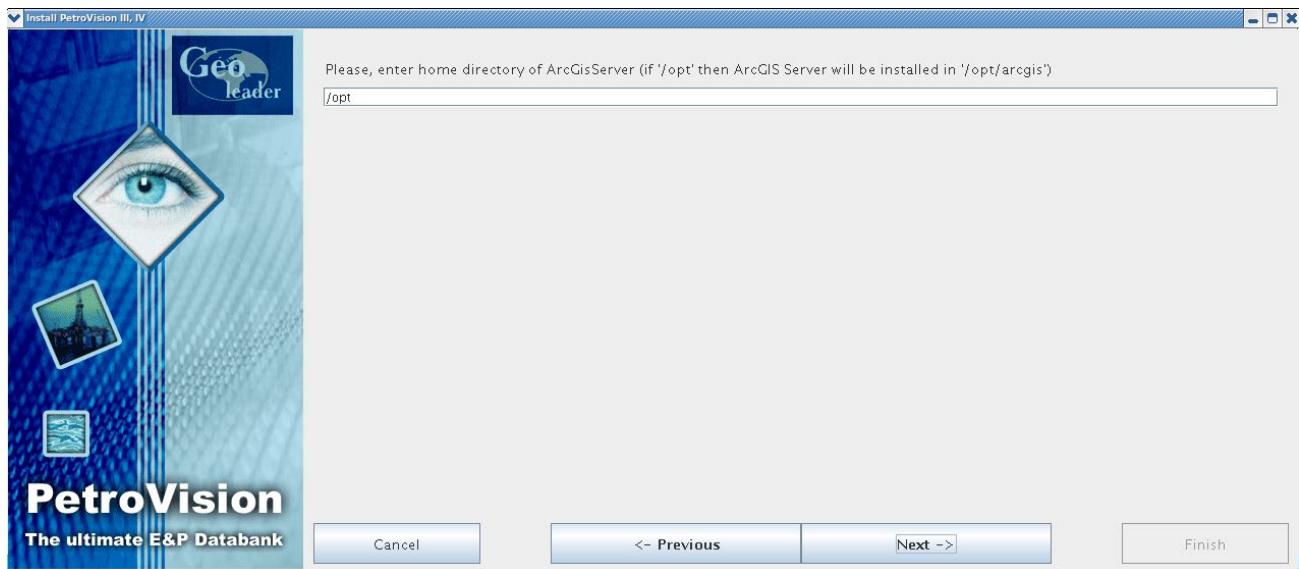 Install PetroVision III, IV
Géo
leader
Please, enter home directory of ArcGisServer (if '/opt' then ArcGIS Server will be installed in '/opt/arcgis')
/opt
PetroVision
The ultimate E&P Databank
Cancel
<- Previous
Next ->
Finish